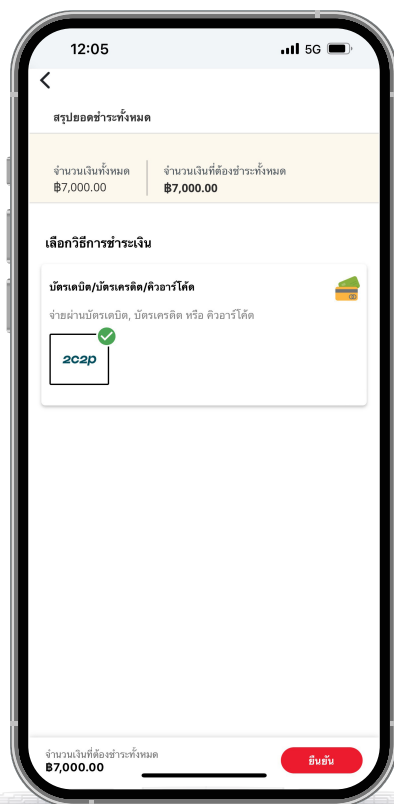 12:05
5G
สรุปยอดชำระทั้งหมด
จำนวนเงินทั้งหมด
จำนวนเงินที่ต้องชำระทั้งหมด
฿7,000.00
฿7,000.00
เลือกวิธีการชำระเงิน
บัตรเดบิต/บัตรเครดิต/คิวอาร์โค้ด
จ่ายผ่านบัตรเดบิต, บัตรเครดิต หรือ คิวอาร์โค้ด
2c2p
จำนวนเงินที่ต้องชำระทั้งหมด
฿7,000.00
ยืนยัน